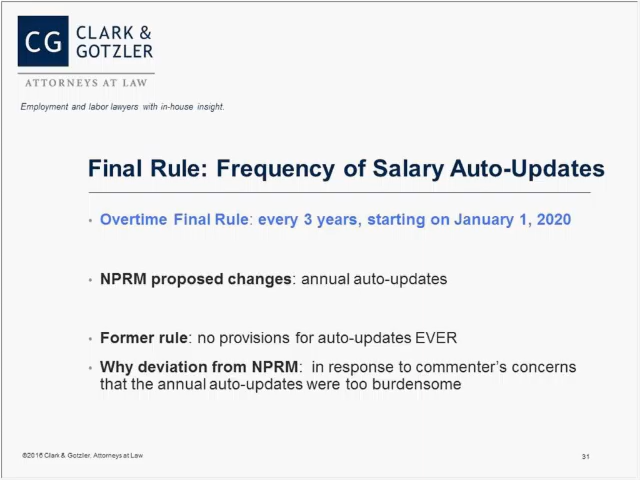 CG CLARK &
GOTZLER
ATTORNEYS AT LAW
Employment and labor lawyers with in-house insight.
Final Rule: Frequency of Salary Auto-Updates
• Overtime Final Rule: every 3 years, starting on January 1, 2020
• NPRM proposed changes: annual auto-updates
• Former rule: no provisions for auto-updates EVER
• Why deviation from NPRM: in response to commenter's concerns
that the annual auto-updates were too burdensome
©2016 Clark & Gotzler, Attorneys at Law
31